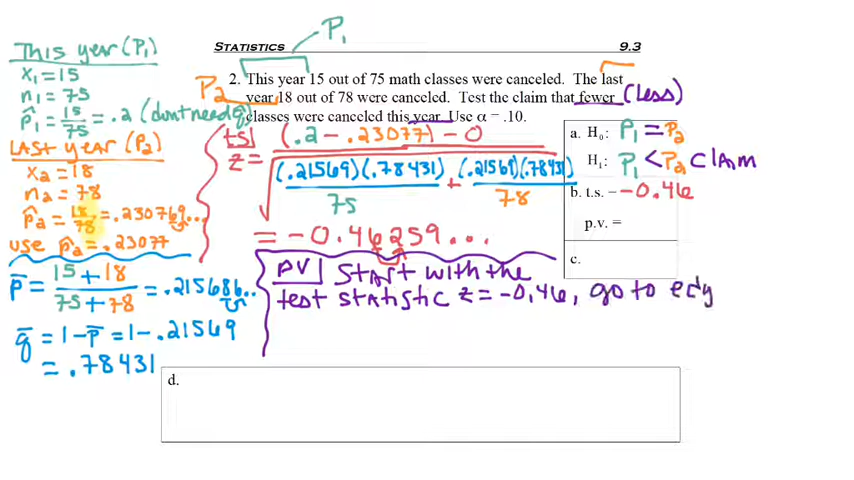 STATISTICS
9.3
P₁
This year (P₁)
X₁=15
n₁=75
p̂₁=15/75=.2 (don't need q̂)
P₂
2. This year 15 out of 75 math classes were canceled. The last
year 18 out of 78 were canceled. Test the claim that fewer (Less)
classes were canceled this year. Use α = .10.
LAST year (P₂)
X₂=18
n₂=78
p̂₂=18/78=.230769...
use p̂₂=.23077
p̄=15+18/75+78=.215686...
q̄=1-p̄=1-.21569
=.78431
ts
z=(.2-.23077)-0
(.21569)(.78431)/75+(.21569)(.78431)/78
=-0.46259...
a. H₀: P₁=P₂
H₁: P₁<P₂ CLAIM
b. t.s. = -0.46
p.v. =
c.
PV Start with the
test statistic z=-0.46, go to
d.